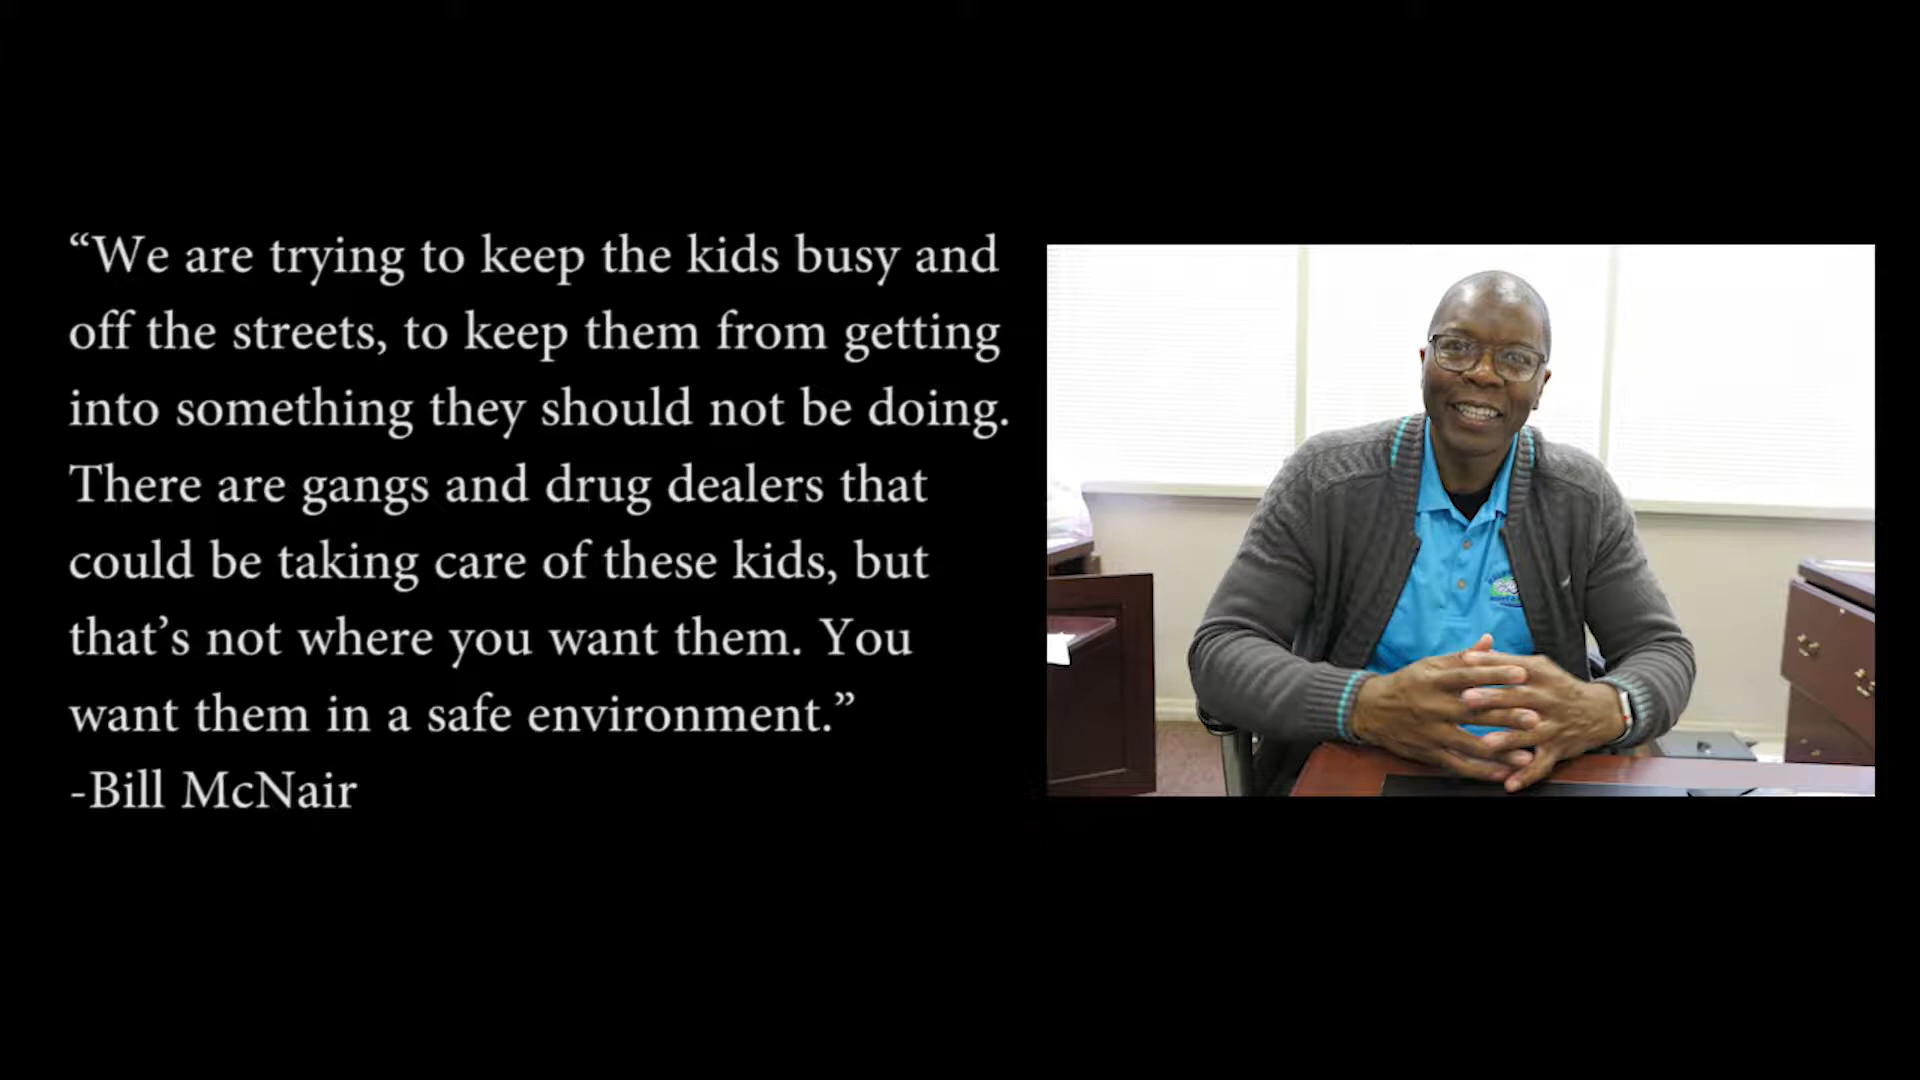 “We are trying to keep the kids busy and
off the streets, to keep them from getting
into something they should not be doing.
There are gangs and drug dealers that
could be taking care of these kids, but
that’s not where you want them. You
want them in a safe environment.”
-Bill McNair